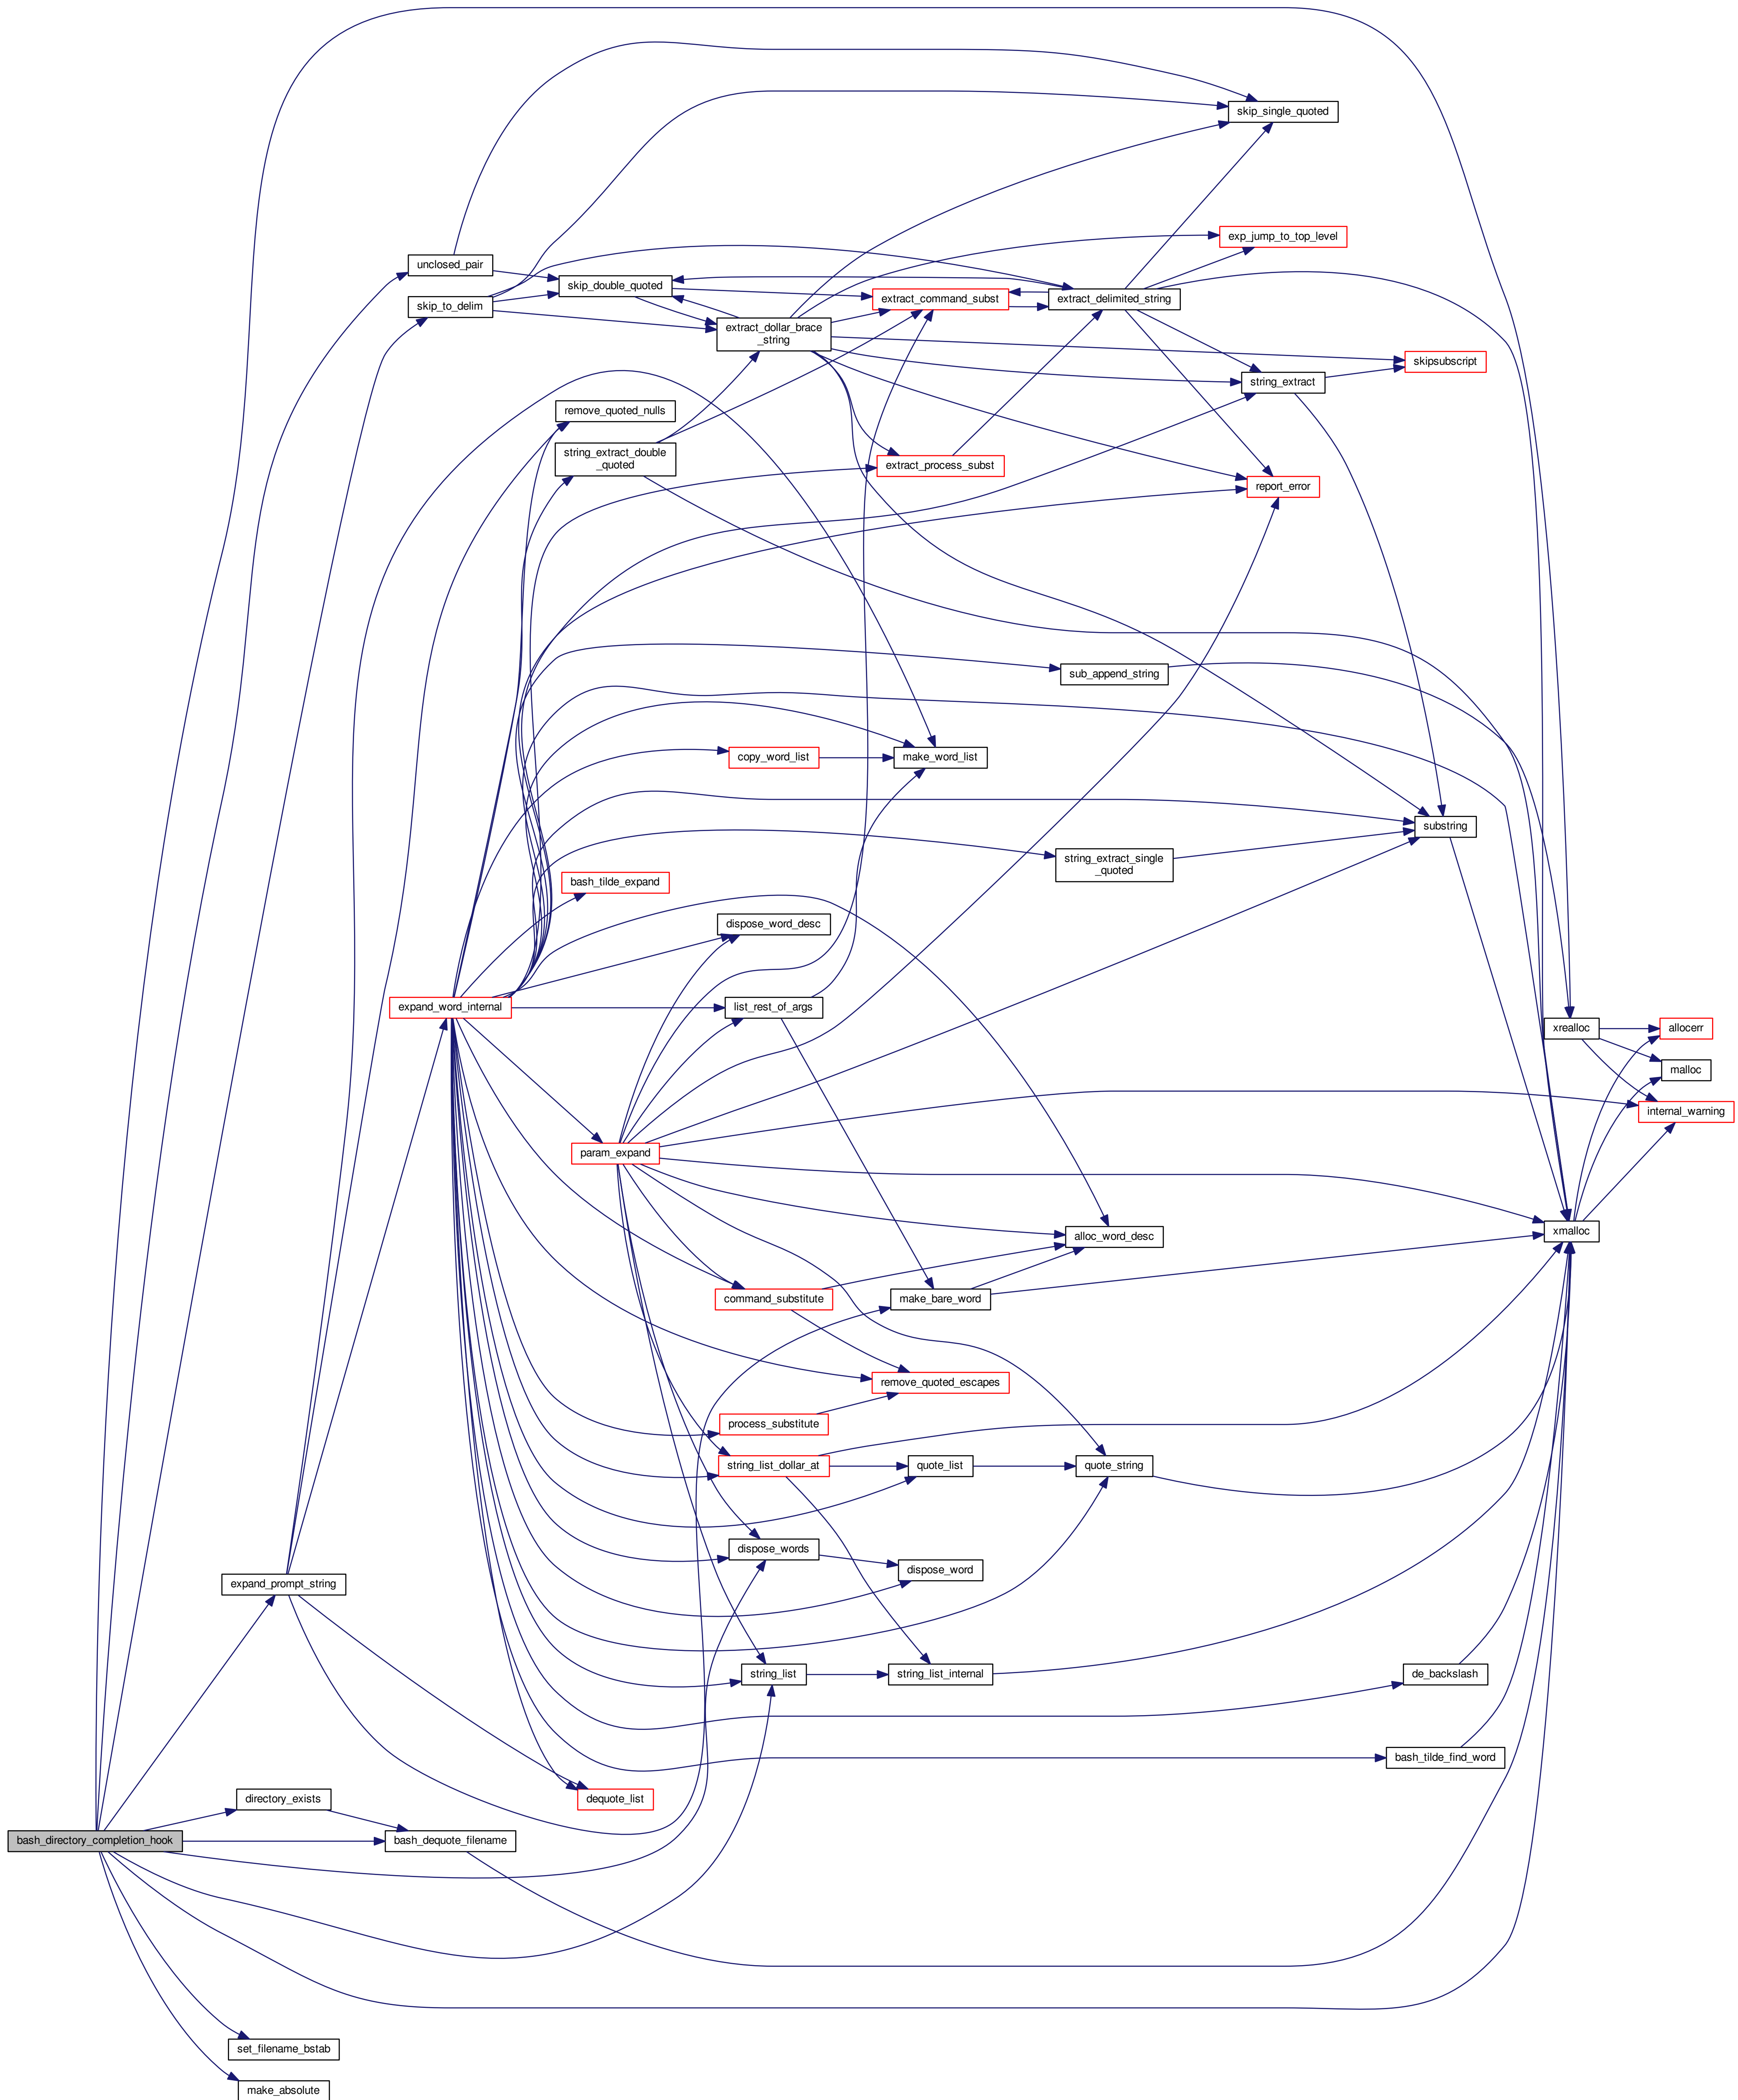 skip_single_quoted
exp_jump_to_top_level
unclosed_pair
skip_double_quoted
skip_to_delim
extract_command_subst
extract_delimited_string
extract_dollar_brace
_string
skipsubscript
string_extract
remove_quoted_nulls
string_extract_double
_quoted
extract_process_subst
report_error
sub_append_string
copy_word_list
make_word_list
substring
string_extract_single
_quoted
bash_tilde_expand
dispose_word_desc
expand_word_internal
list_rest_of_args
xrealloc
allocerr
malloc
internal_warning
param_expand
alloc_word_desc
xmalloc
command_substitute
make_bare_word
remove_quoted_escapes
process_substitute
string_list_dollar_at
quote_list
quote_string
dispose_words
dispose_word
expand_prompt_string
string_list
string_list_internal
de_backslash
bash_tilde_find_word
directory_exists
dequote_list
bash_directory_completion_hook
bash_dequote_filename
set_filename_bstab
make_absolute